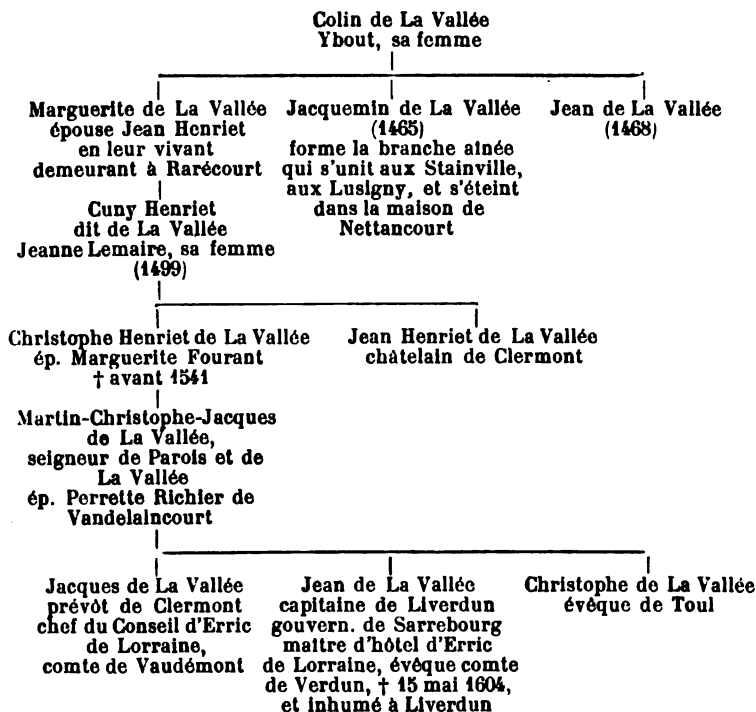 Colin de La Vallée
Ybout, sa femme
Marguerite de La Vallée
épouse Jean Henriet
en leur vivant
demeurant à Rarécourt
Jacquemin de La Vallée
(1465)
forme la branche aînée
qui s'unit aux Stainville,
aux Lusigny, et s'éteint
dans la maison de
Nettancourt
Jean de La Vallée
(1468)
Cuny Henriet
dit de La Vallée
Jeanne Lemaire, sa femme
(1499)
Christophe Henriet de La Vallée
ép. Marguerite Fourant
† avant 1541
Jean Henriet de La Vallée
châtelain de Clermont
Martin-Christophe-Jacques
de La Vallée,
seigneur de Parois et de
La Vallée
ép. Perrette Richier de
Vandelaincourt
Jacques de La Vallée
prévôt de Clermont
chef du Conseil d'Erric
de Lorraine,
comte de Vaudémont
Jean de La Vallée
capitaine de Liverdun
gouvern. de Sarrebourg
maître d'hôtel d'Erric
de Lorraine, évêque comte
de Verdun, † 15 mai 1604,
et inhumé à Liverdun
Christophe de La Vallée
évêque de Toul